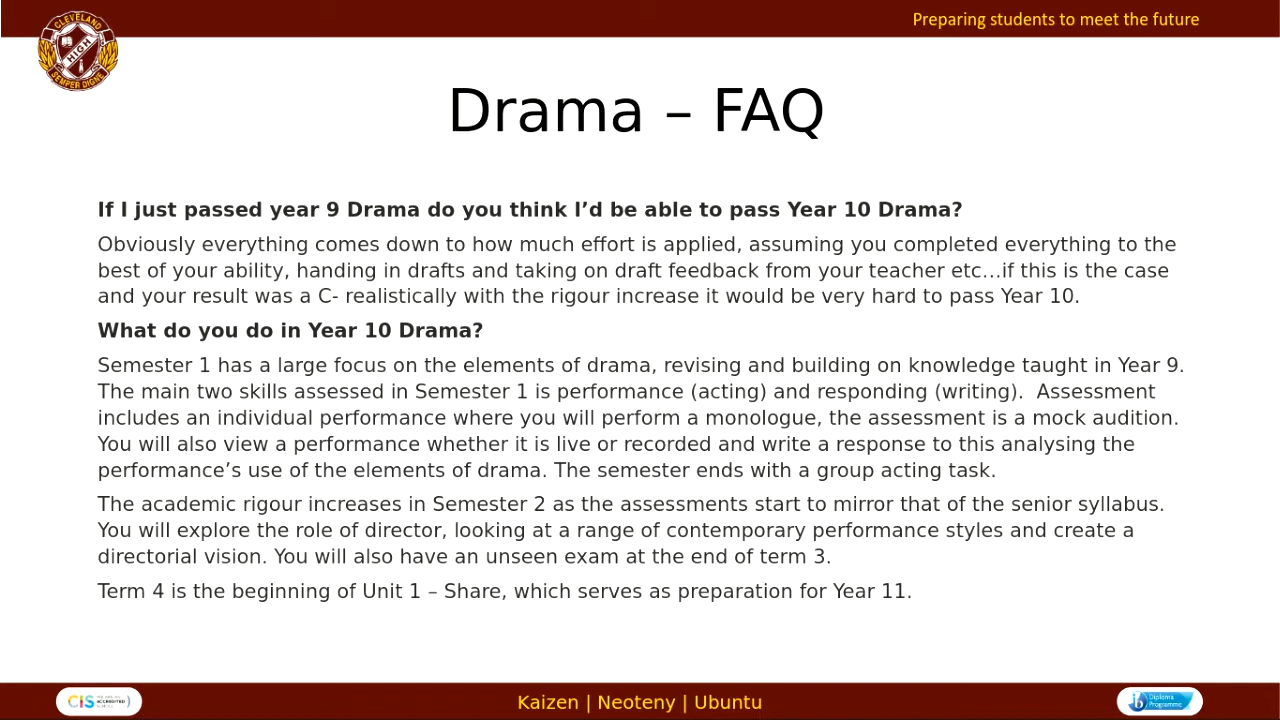 Preparing students to meet the future
CLEVELAND
HIGH
SEMPER DIGNE
Drama – FAQ
If I just passed year 9 Drama do you think I’d be able to pass Year 10 Drama?
Obviously everything comes down to how much effort is applied, assuming you completed everything to the
best of your ability, handing in drafts and taking on draft feedback from your teacher etc…if this is the case
and your result was a C- realistically with the rigour increase it would be very hard to pass Year 10.
What do you do in Year 10 Drama?
Semester 1 has a large focus on the elements of drama, revising and building on knowledge taught in Year 9.
The main two skills assessed in Semester 1 is performance (acting) and responding (writing).  Assessment
includes an individual performance where you will perform a monologue, the assessment is a mock audition.
You will also view a performance whether it is live or recorded and write a response to this analysing the
performance’s use of the elements of drama. The semester ends with a group acting task.
The academic rigour increases in Semester 2 as the assessments start to mirror that of the senior syllabus.
You will explore the role of director, looking at a range of contemporary performance styles and create a
directorial vision. You will also have an unseen exam at the end of term 3.
Term 4 is the beginning of Unit 1 – Share, which serves as preparation for Year 11.
CIS
ACCREDITED
Kaizen | Neoteny | Ubuntu
Diploma
Programme